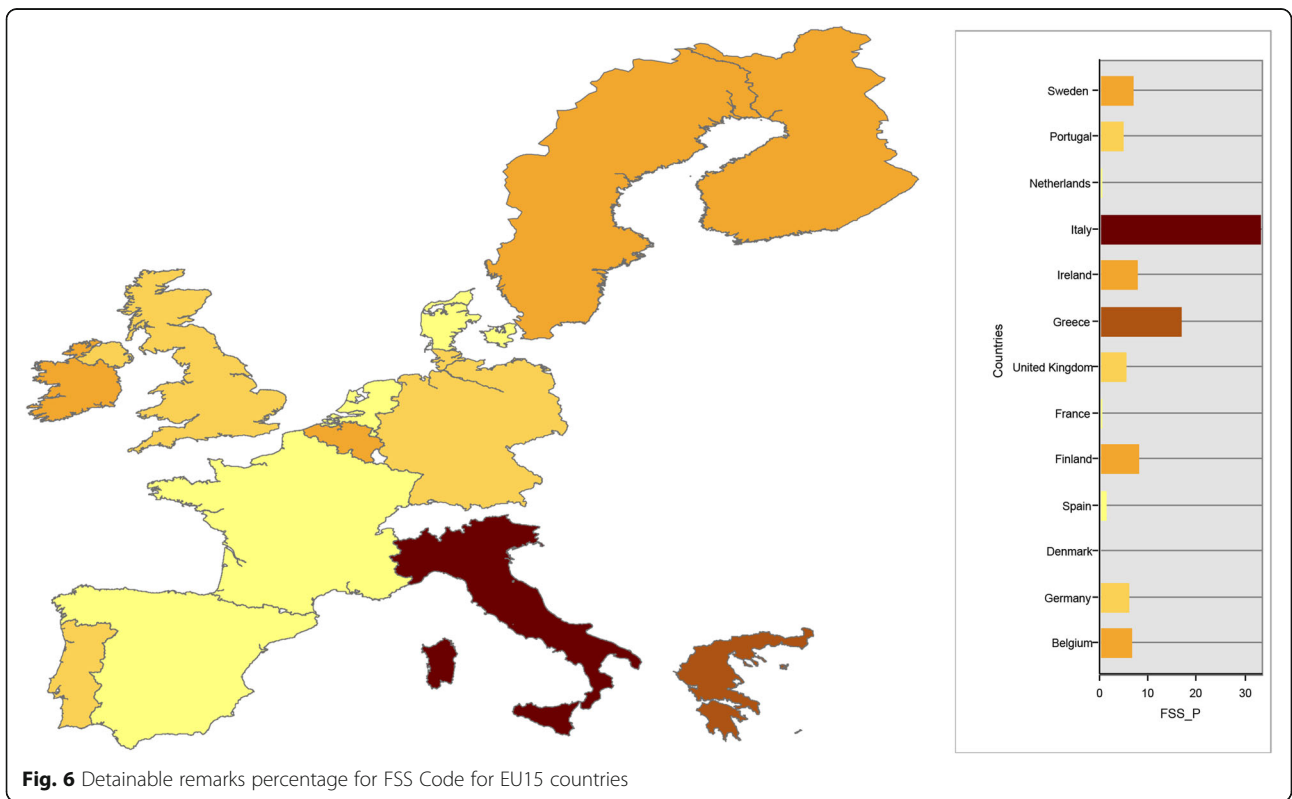 Sweden
Portugal
Netherlands
Italy
Ireland
Greece
United Kingdom
France
Finland
Spain
Denmark
Germany
Belgium
Countries
0 10 20 30
FSS_P
Fig. 6 Detainable remarks percentage for FSS Code for EU15 countries